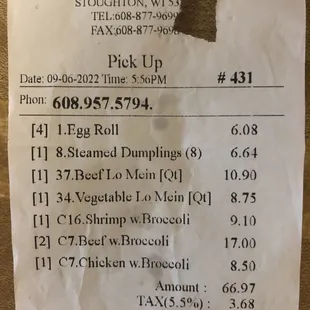 STOUGHTON, WI 53
TEL:608-877-969
FAX:608-877-969
Pick Up
Date: 09-06-2022 Time: 5:56PM # 431
Phon: 608.957.5794.
[4] 1.Egg Roll 6.08
[1] 8.Steamed Dumplings (8) 6.64
[1] 37.Beef Lo Mein [Qt] 10.90
[1] 34.Vegetable Lo Mein [Qt] 8.75
[1] C16.Shrimp w.Broccoli 9.10
[2] C7.Beef w.Broccoli 17.00
[1] C7.Chicken w.Broccoli 8.50
Amount : 66.97
TAX(5.5%) : 3.68